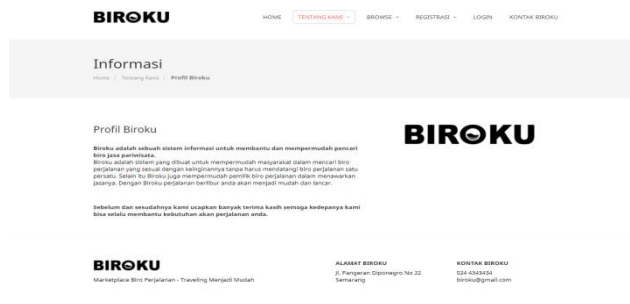 BIROKU
HOME TENTANG KAMI BROWSE REGISTRASI LOGIN KONTAK BIROKU
Informasi
Home / Tentang Kami / Profil Biroku
Profil Biroku
BIROKU
Biroku adalah sebuah sistem informasi untuk membantu dan mempermudah pencari
biro jasa pariwisata.
Biroku adalah sistem yang dibuat untuk mempermudah masyarakat dalam mencari biro
perjalanan yang sesuai dengan keinginannya tanpa harus mendatangi biro perjalanan satu
persatu. Selain itu Biroku juga mempermudah pemilik biro perjalanan dalam menawarkan
jasanya. Dengan Biroku perjalanan berlibur anda akan menjadi mudah dan lancar.
Sebelum dan sesudahnya kami ucapkan banyak terima kasih semoga kedepanya kami
bisa selalu membantu kebutuhan akan perjalanan anda.
BIROKU
Marketplace Biro Perjalanan - Traveling Menjadi Mudah
ALAMAT BIROKU
Jl. Pangeran Diponegro No 22
Semarang
KONTAK BIROKU
024 4343434
biroku@gmail.com